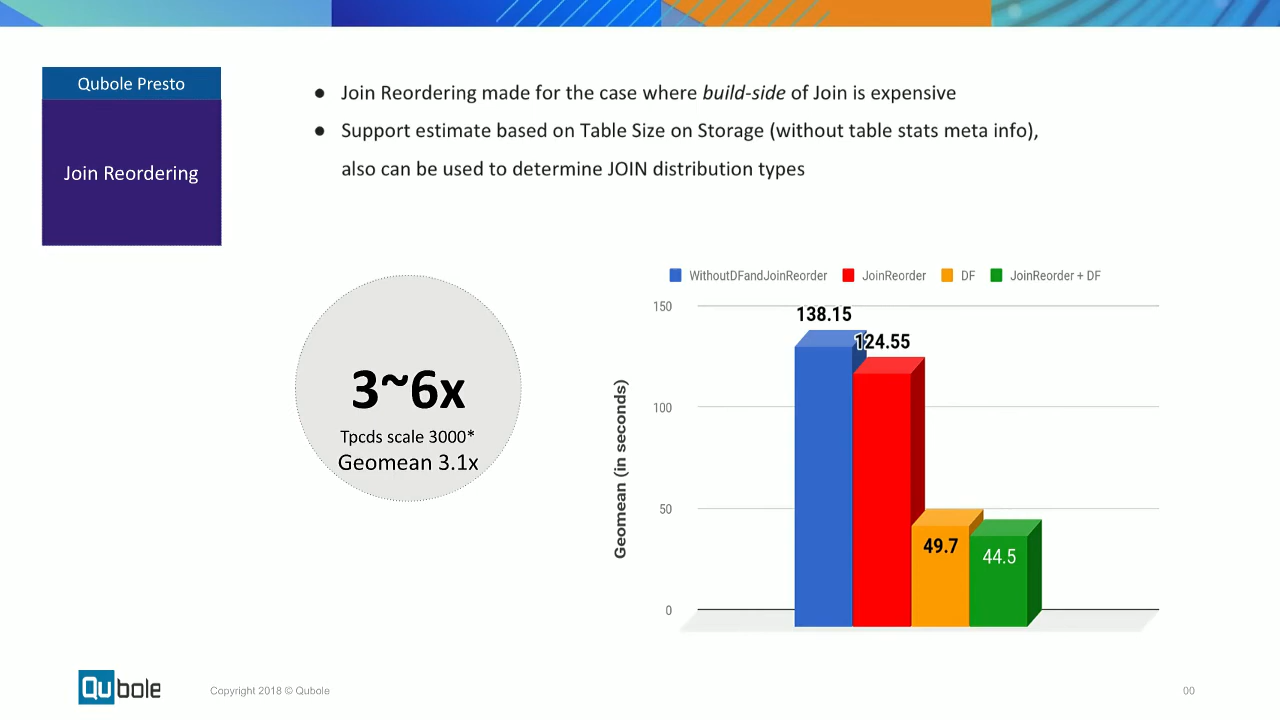 Qubole Presto
Join Reordering
● Join Reordering made for the case where build-side of Join is expensive
● Support estimate based on Table Size on Storage (without table stats meta info),
also can be used to determine JOIN distribution types
3~6x
Tpcds scale 3000*
Geomean 3.1x
WithoutDFandJoinReorder JoinReorder DF JoinReorder + DF
Geomean (in seconds)
150
100
50
0
138.15
124.55
49.7
44.5
Qubole
Copyright 2018 © Qubole
00